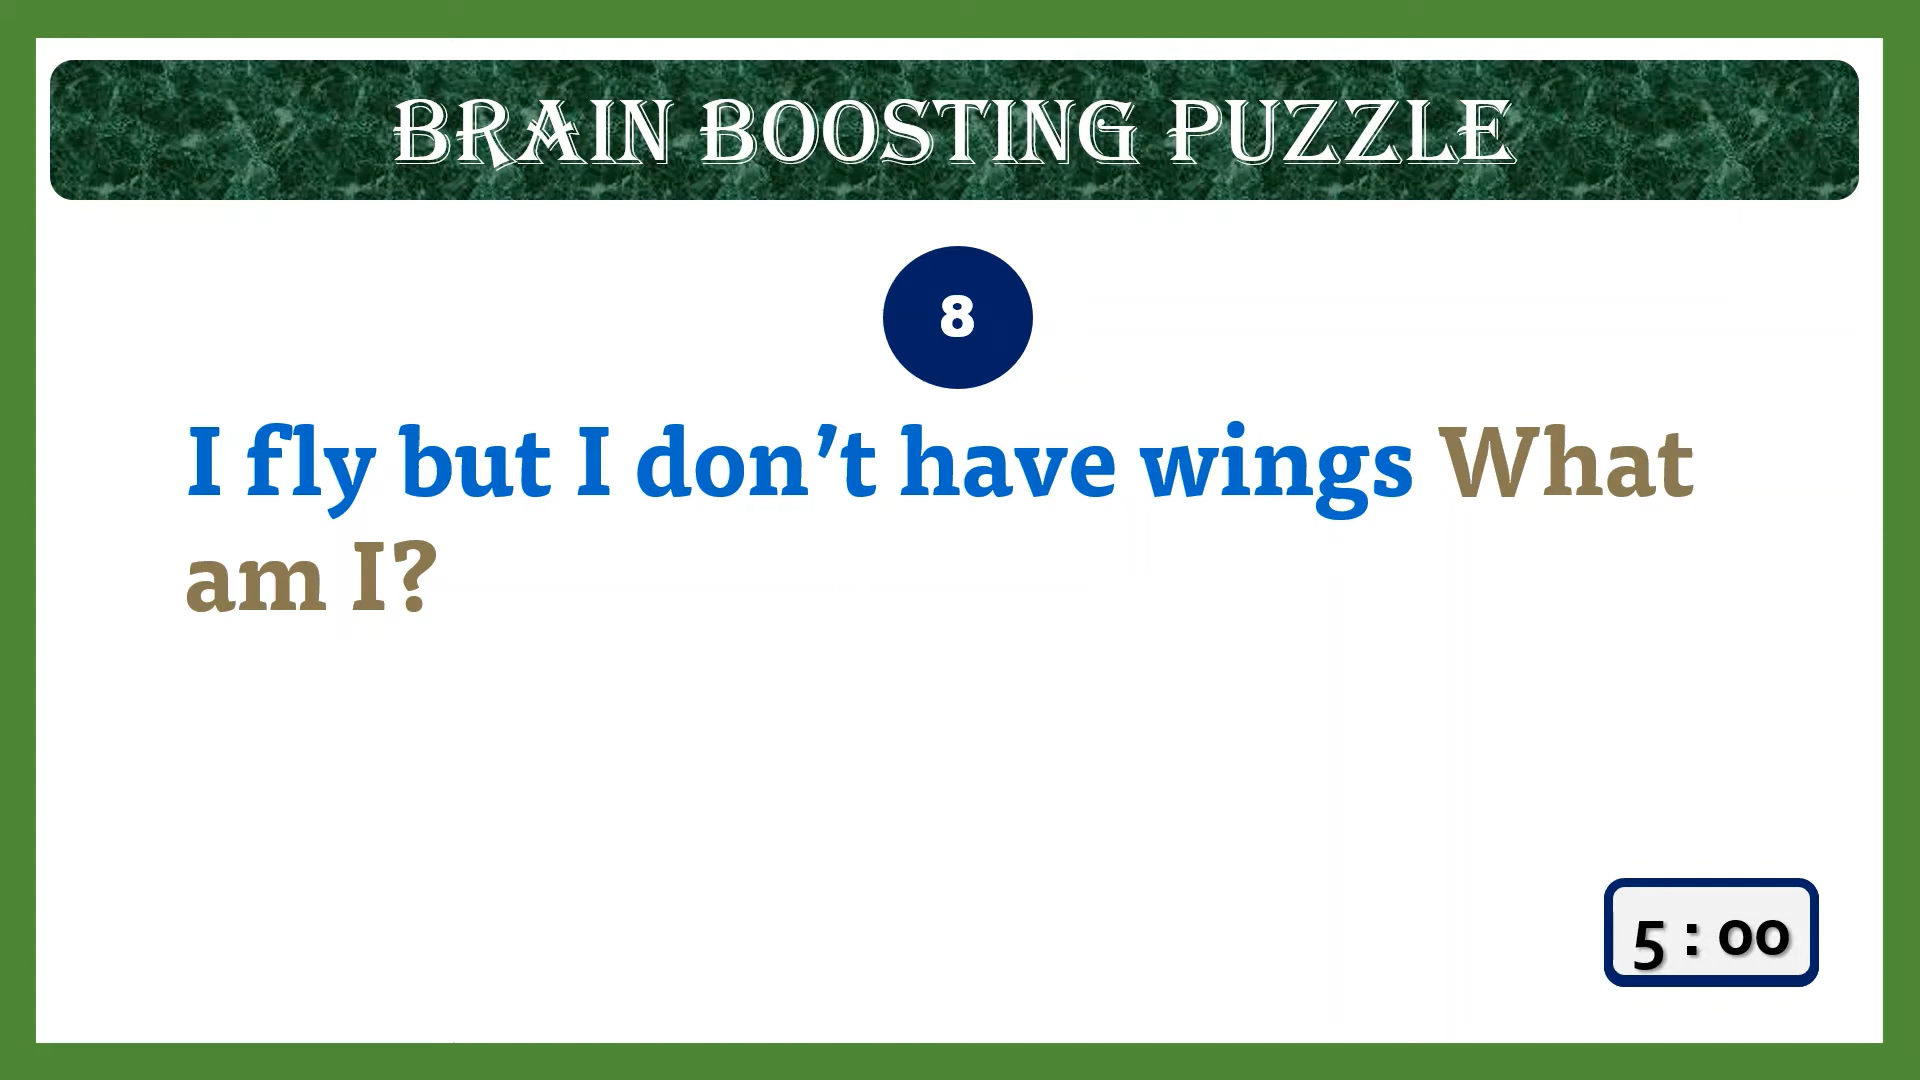 BRAIN BOOSTING PUZZLE
8
I fly but I don’t have wings What
am I?
5 : 00